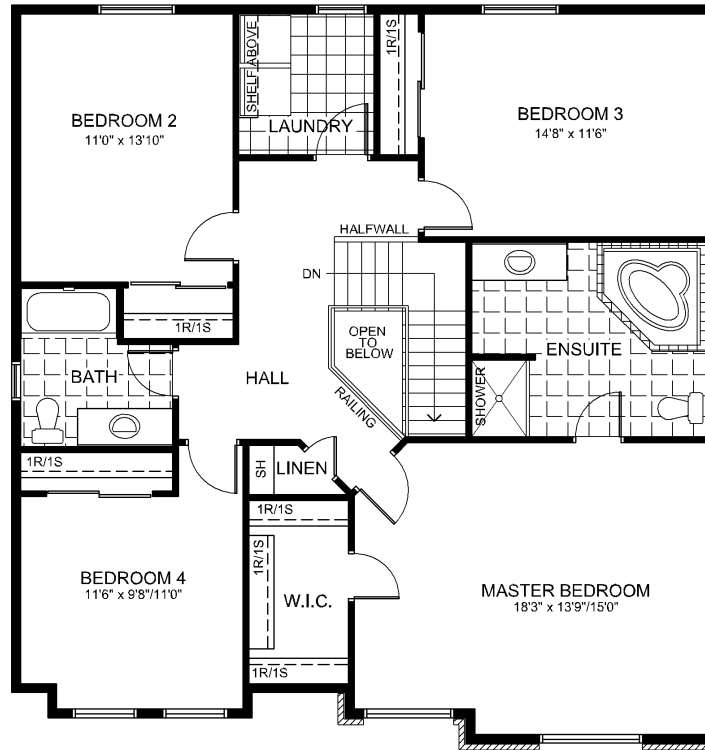 SHELF ABOVE
1R/1S
BEDROOM 2
11'0" x 13'10"
LAUNDRY
BEDROOM 3
14'8" x 11'6"
HALFWALL
DN
1R/1S
OPEN
TO
BELOW
ENSUITE
BATH
HALL
RAILING
SHOWER
1R/1S
SH
LINEN
1R/1S
1R/1S
BEDROOM 4
11'6" x 9'8"/11'0"
W.I.C.
MASTER BEDROOM
18'3" x 13'9"/15'0"
1R/1S